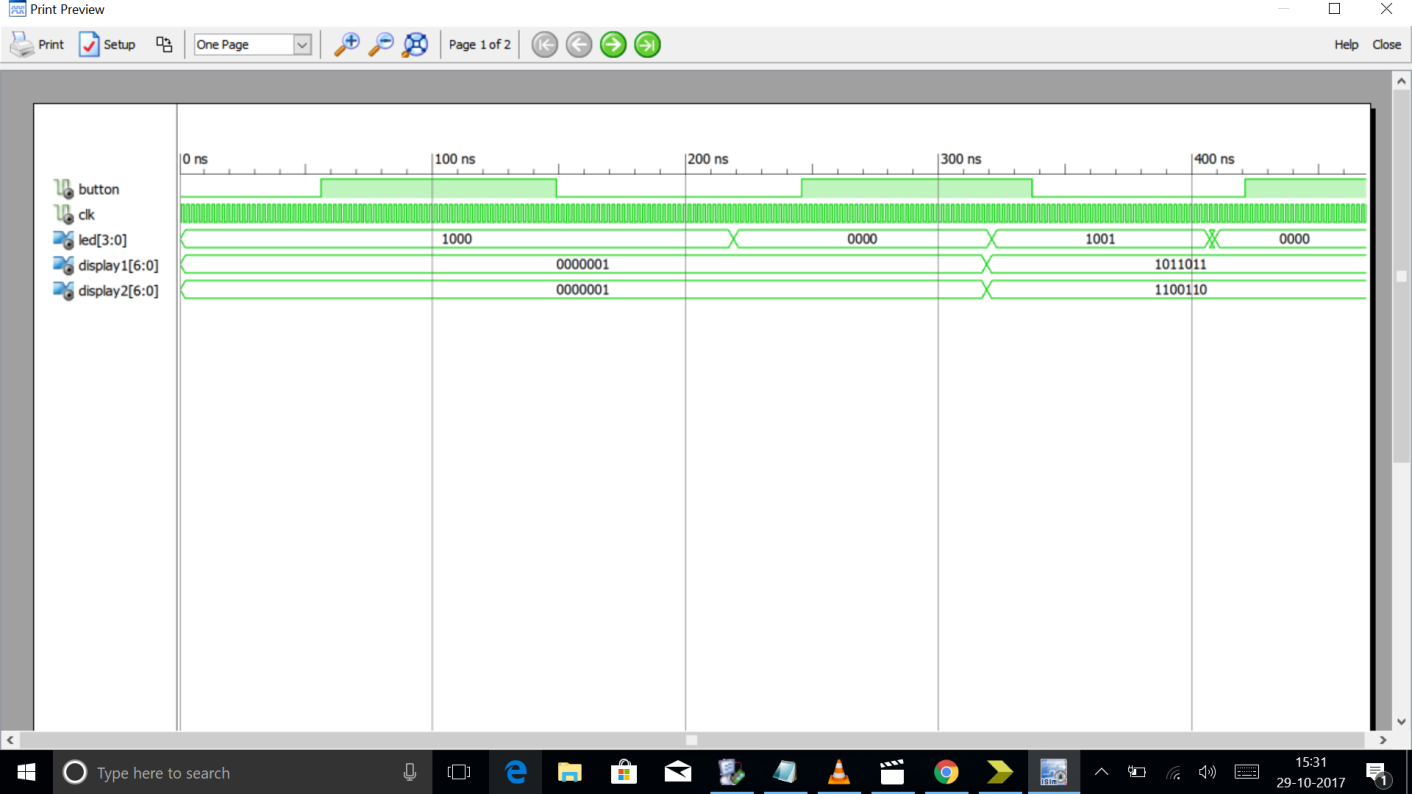 Print Preview
Print Setup One Page Page 1 of 2 Help Close
0 ns 100 ns 200 ns 300 ns 400 ns
button
clk
led[3:0] 1000 0000 1001 0000
display1[6:0] 0000001 1011011
display2[6:0] 0000001 1100110
Type here to search
15:31
29-10-2017
1